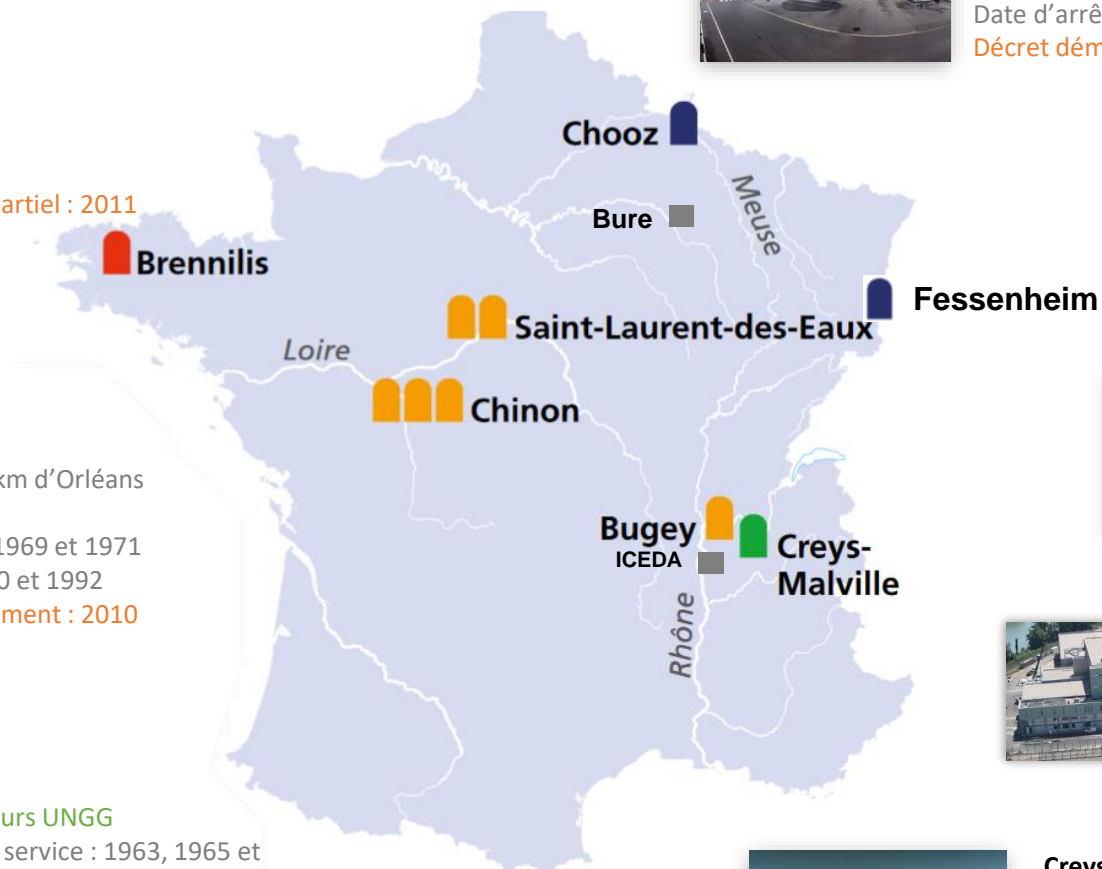 Date d’arrê
Décret dém
Chooz
Meuse
artiel : 2011
Bure
Brennilis
Fessenheim
Saint-Laurent-des-Eaux
Loire
Chinon
km d’Orléans
1969 et 1971
0 et 1992
ment : 2010
Bugey
ICEDA
Creys-
Malville
Rhône
urs UNGG
service : 1963, 1965 et
Creys